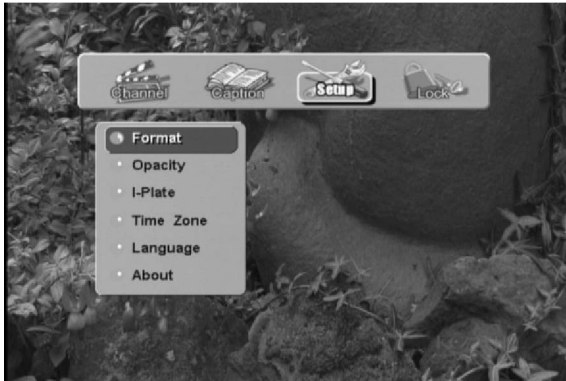 Channel Caption Setup Lock
Format
Opacity
I-Plate
Time Zone
Language
About